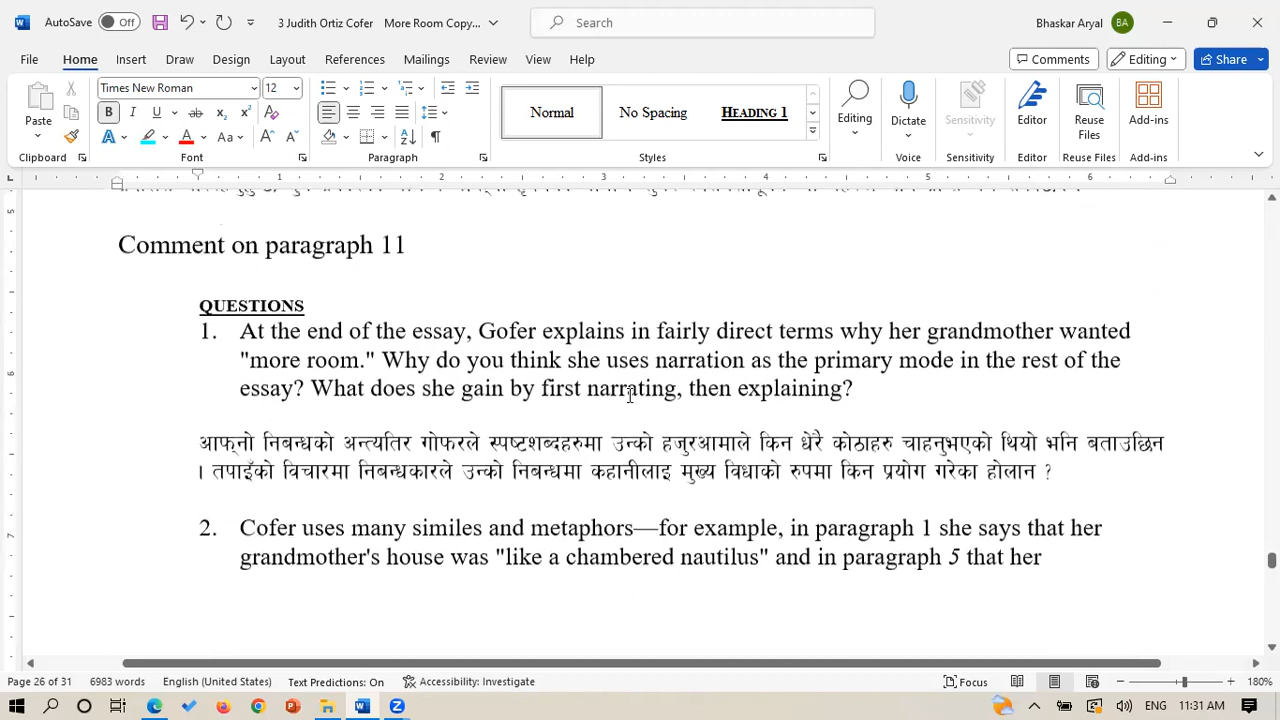 AutoSave Off 3 Judith Ortiz Cofer More Room Copy... Search Bhaskar Aryal BA
File Home Insert Draw Design Layout References Mailings Review View Help Comments Editing Share
Times New Roman 12 Normal No Spacing HEADING 1
Paste Editing Dictate Sensitivity Editor Reuse Files Add-ins
Clipboard Font Paragraph Styles Voice Sensitivity Editor Reuse Files Add-ins
1 2 3 4 5 6
Comment on paragraph 11
QUESTIONS
1. At the end of the essay, Gofer explains in fairly direct terms why her grandmother wanted
"more room." Why do you think she uses narration as the primary mode in the rest of the
essay? What does she gain by first narrating, then explaining?
आफ्नो निबन्धको अन्त्यतिर गोफरले स्पष्टशब्दहरुमा उन्को हजुरआमाले किन धेरै कोठाहरु चाहनुभएको थियो भनि बताउछिन
। तपाइँको विचारमा निबन्धकारले उन्को निबन्धमा कहानीलाइ मुख्य विधाको रुपमा किन प्रयोग गरेका होलान ?
2. Cofer uses many similes and metaphors—for example, in paragraph 1 she says that her
grandmother's house was "like a chambered nautilus" and in paragraph 5 that her
Page 26 of 31 6983 words English (United States) Text Predictions: On Accessibility: Investigate Focus 180%
ENG 11:31 AM